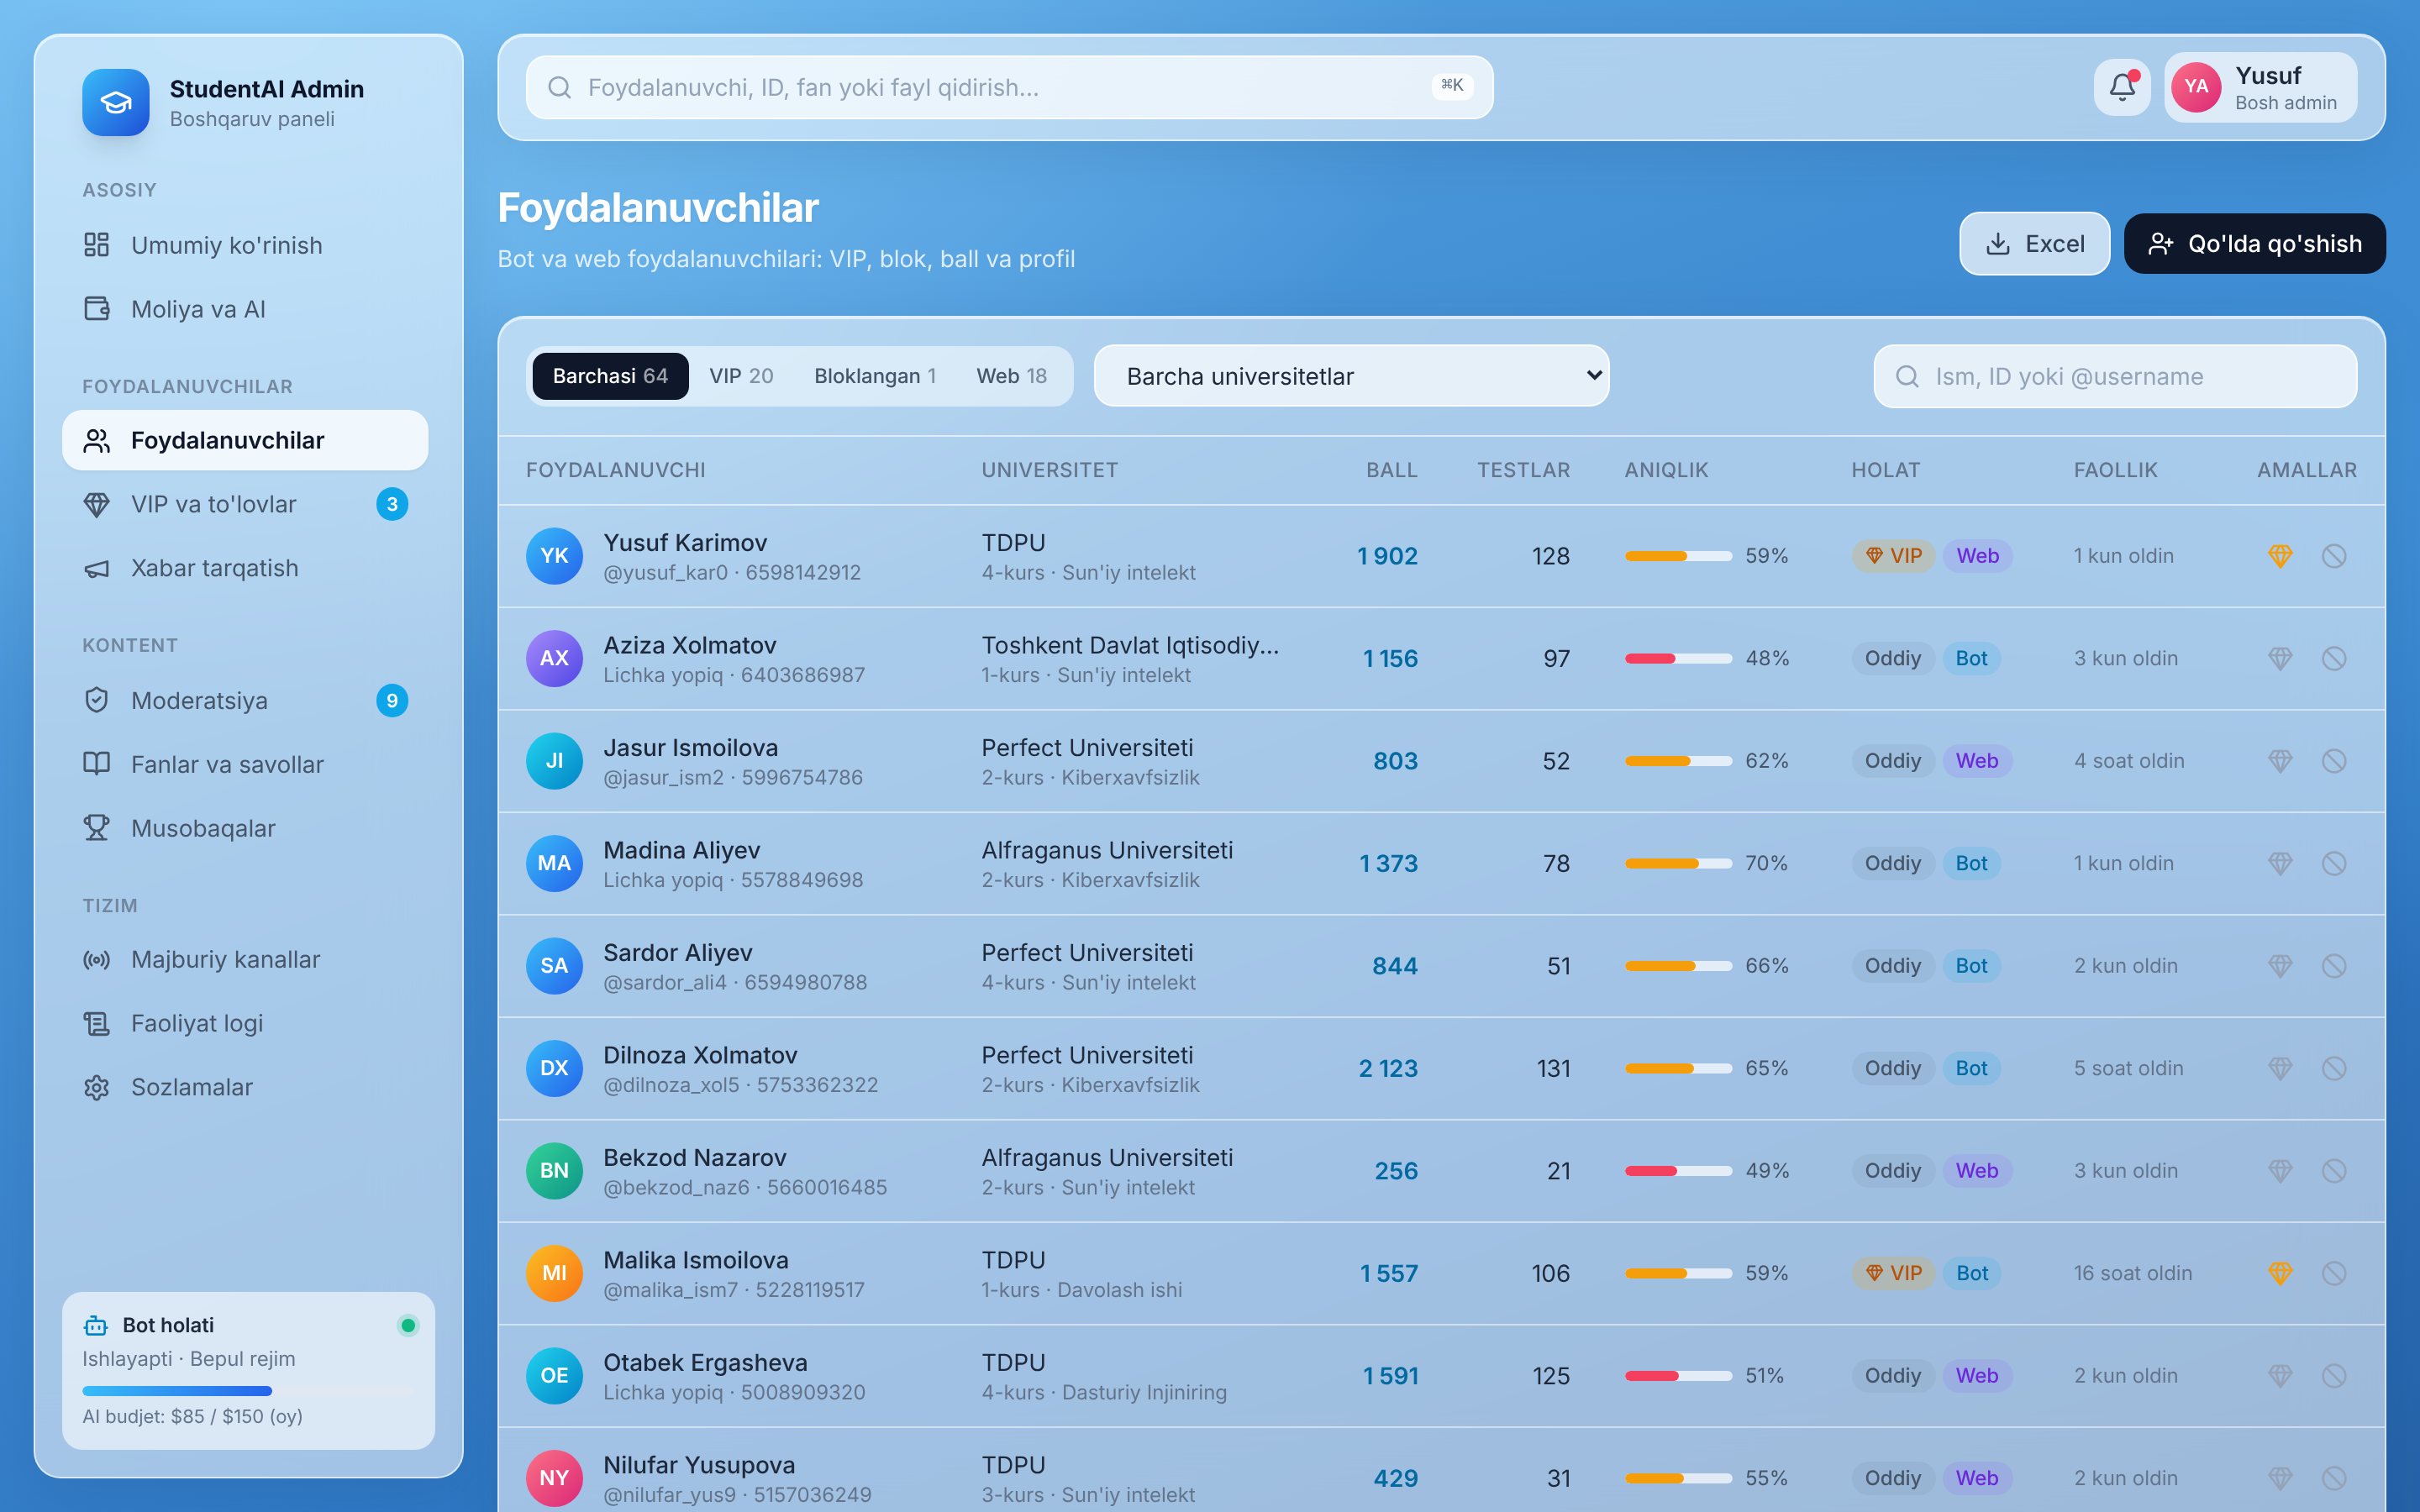 StudentAI Admin
Boshqaruv paneli
ASOSIY
Umumiy ko'rinish
Moliya va AI
FOYDALANUVCHILAR
Foydalanuvchilar
VIP va to'lovlar 3
Xabar tarqatish
KONTENT
Moderatsiya 9
Fanlar va savollar
Musobaqalar
TIZIM
Majburiy kanallar
Faoliyat logi
Sozlamalar
Bot holati
Ishlayapti · Bepul rejim
AI budjet: $85 / $150 (oy)
Foydalanuvchi, ID, fan yoki fayl qidirish... ⌘K
YA Yusuf
Bosh admin
Foydalanuvchilar
Bot va web foydalanuvchilari: VIP, blok, ball va profil
Excel Qo'lda qo'shish
Barchasi 64 VIP 20 Bloklangan 1 Web 18 Barcha universitetlar Ism, ID yoki @username
FOYDALANUVCHI UNIVERSITET BALL TESTLAR ANIQLIK HOLAT FAOLLIK AMALLAR
YK Yusuf Karimov TDPU 1 902 128 59% VIP Web 1 kun oldin
@yusuf_kar0 · 6598142912 4-kurs · Sun'iy intelekt
AX Aziza Xolmatov Toshkent Davlat Iqtisodiy... 1 156 97 48% Oddiy Bot 3 kun oldin
Lichka yopiq · 6403686987 1-kurs · Sun'iy intelekt
JI Jasur Ismoilova Perfect Universiteti 803 52 62% Oddiy Web 4 soat oldin
@jasur_ism2 · 5996754786 2-kurs · Kiberxavfsizlik
MA Madina Aliyev Alfraganus Universiteti 1 373 78 70% Oddiy Bot 1 kun oldin
Lichka yopiq · 5578849698 2-kurs · Kiberxavfsizlik
SA Sardor Aliyev Perfect Universiteti 844 51 66% Oddiy Bot 2 kun oldin
@sardor_ali4 · 6594980788 4-kurs · Sun'iy intelekt
DX Dilnoza Xolmatov Perfect Universiteti 2 123 131 65% Oddiy Bot 5 soat oldin
@dilnoza_xol5 · 5753362322 2-kurs · Kiberxavfsizlik
BN Bekzod Nazarov Alfraganus Universiteti 256 21 49% Oddiy Web 3 kun oldin
@bekzod_naz6 · 5660016485 2-kurs · Sun'iy intelekt
MI Malika Ismoilova TDPU 1 557 106 59% VIP Bot 16 soat oldin
@malika_ism7 · 5228119517 1-kurs · Davolash ishi
OE Otabek Ergasheva TDPU 1 591 125 51% Oddiy Web 2 kun oldin
Lichka yopiq · 5008909320 4-kurs · Dasturiy Injiniring
NY Nilufar Yusupova TDPU 429 31 55% Oddiy Web 2 kun oldin
@nilufar_yus9 · 5157036249 3-kurs · Sun'iy intelekt